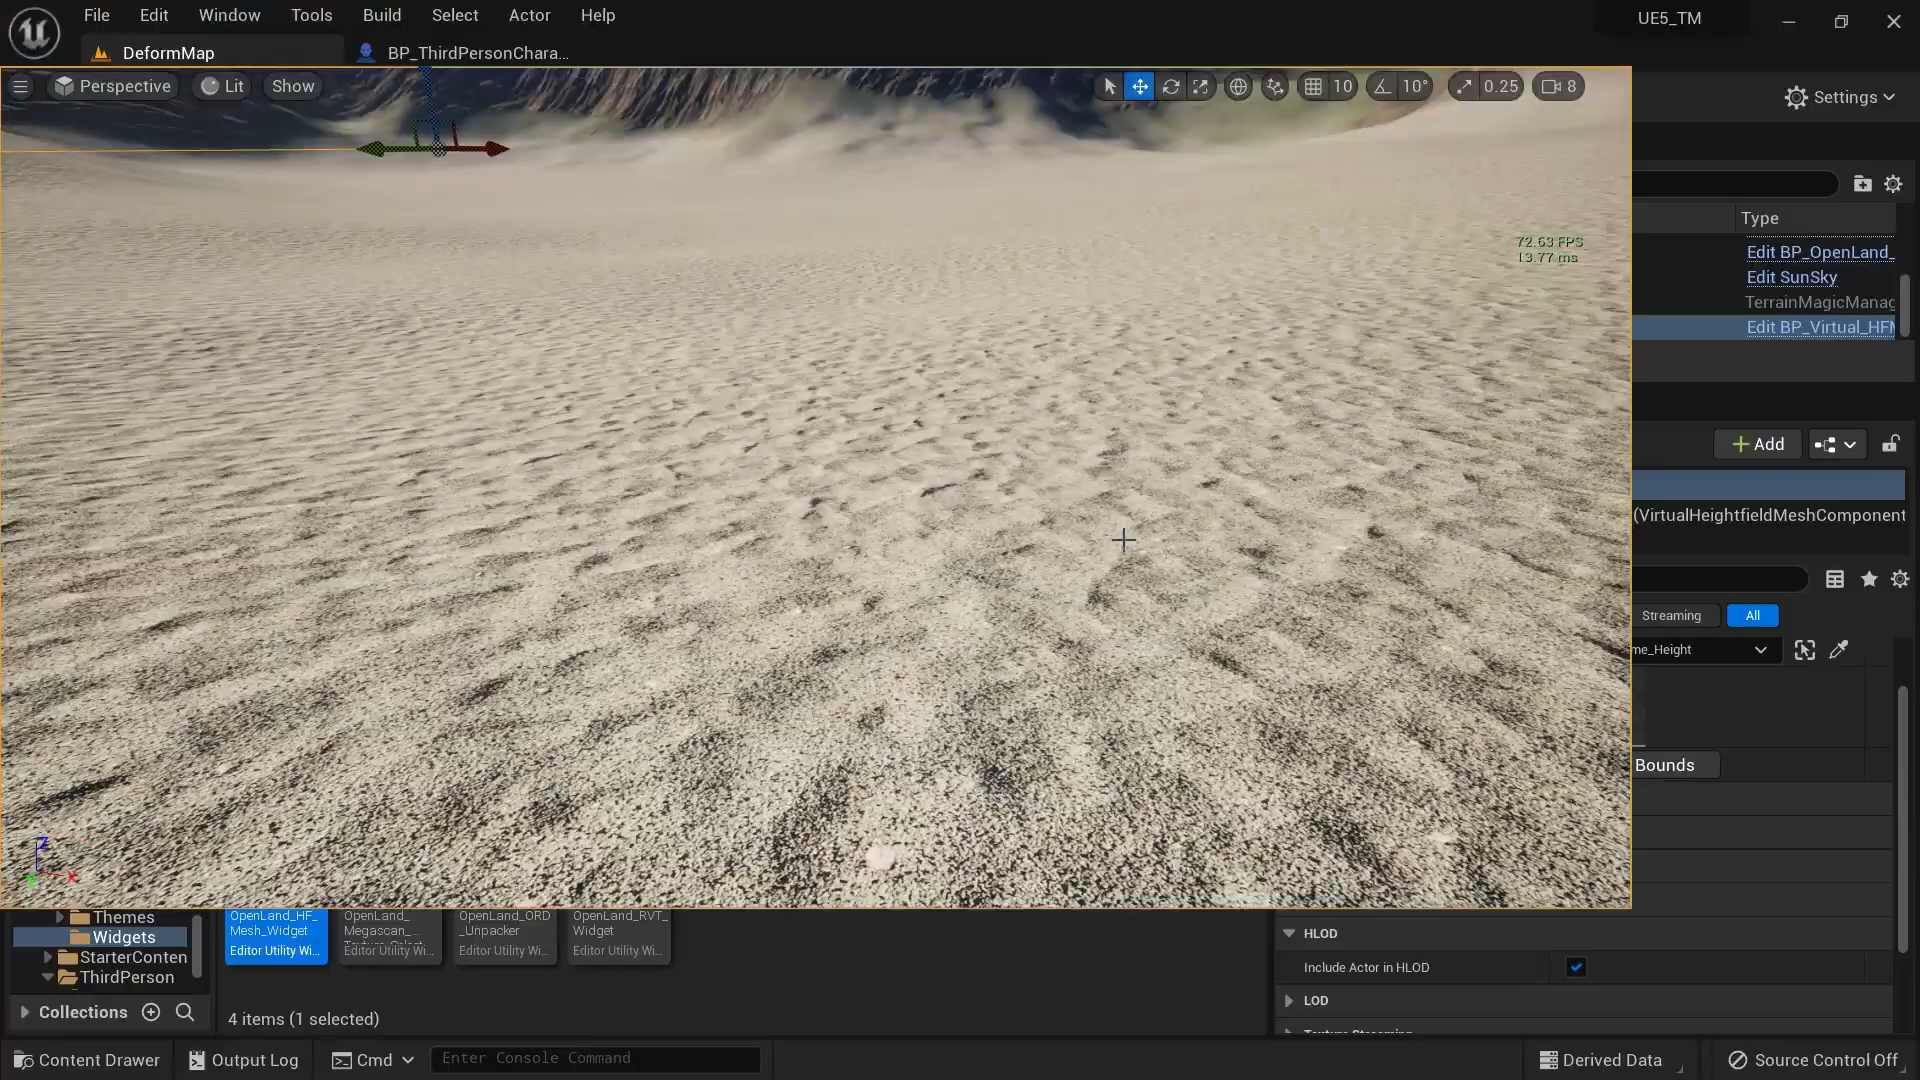 File Edit Window Tools Build Select Actor Help
UE5_TM
DeformMap
BP_ThirdPersonChara...
Perspective
Lit
Show
10
10°
0.25
8
Settings
Type
72.63 FPS
13.77 ms
Edit BP_OpenLand_
Edit SunSky
TerrainMagicManag
Edit BP_Virtual_HFM
Add
(VirtualHeightfieldMeshComponent
Streaming
All
me_Height
Bounds
Z
X
Themes
Widgets
StarterConten
ThirdPerson
Collections
OpenLand_HF_
Mesh_Widget
Editor Utility Wi...
OpenLand_
Megascan_...
Editor Utility Wi...
OpenLand_ORD
_Unpacker
Editor Utility Wi...
OpenLand_RVT_
Widget
Editor Utility Wi...
4 items (1 selected)
HLOD
Include Actor in HLOD
LOD
Texture Streaming
Content Drawer
Output Log
Cmd
Enter Console Command
Derived Data
Source Control Off